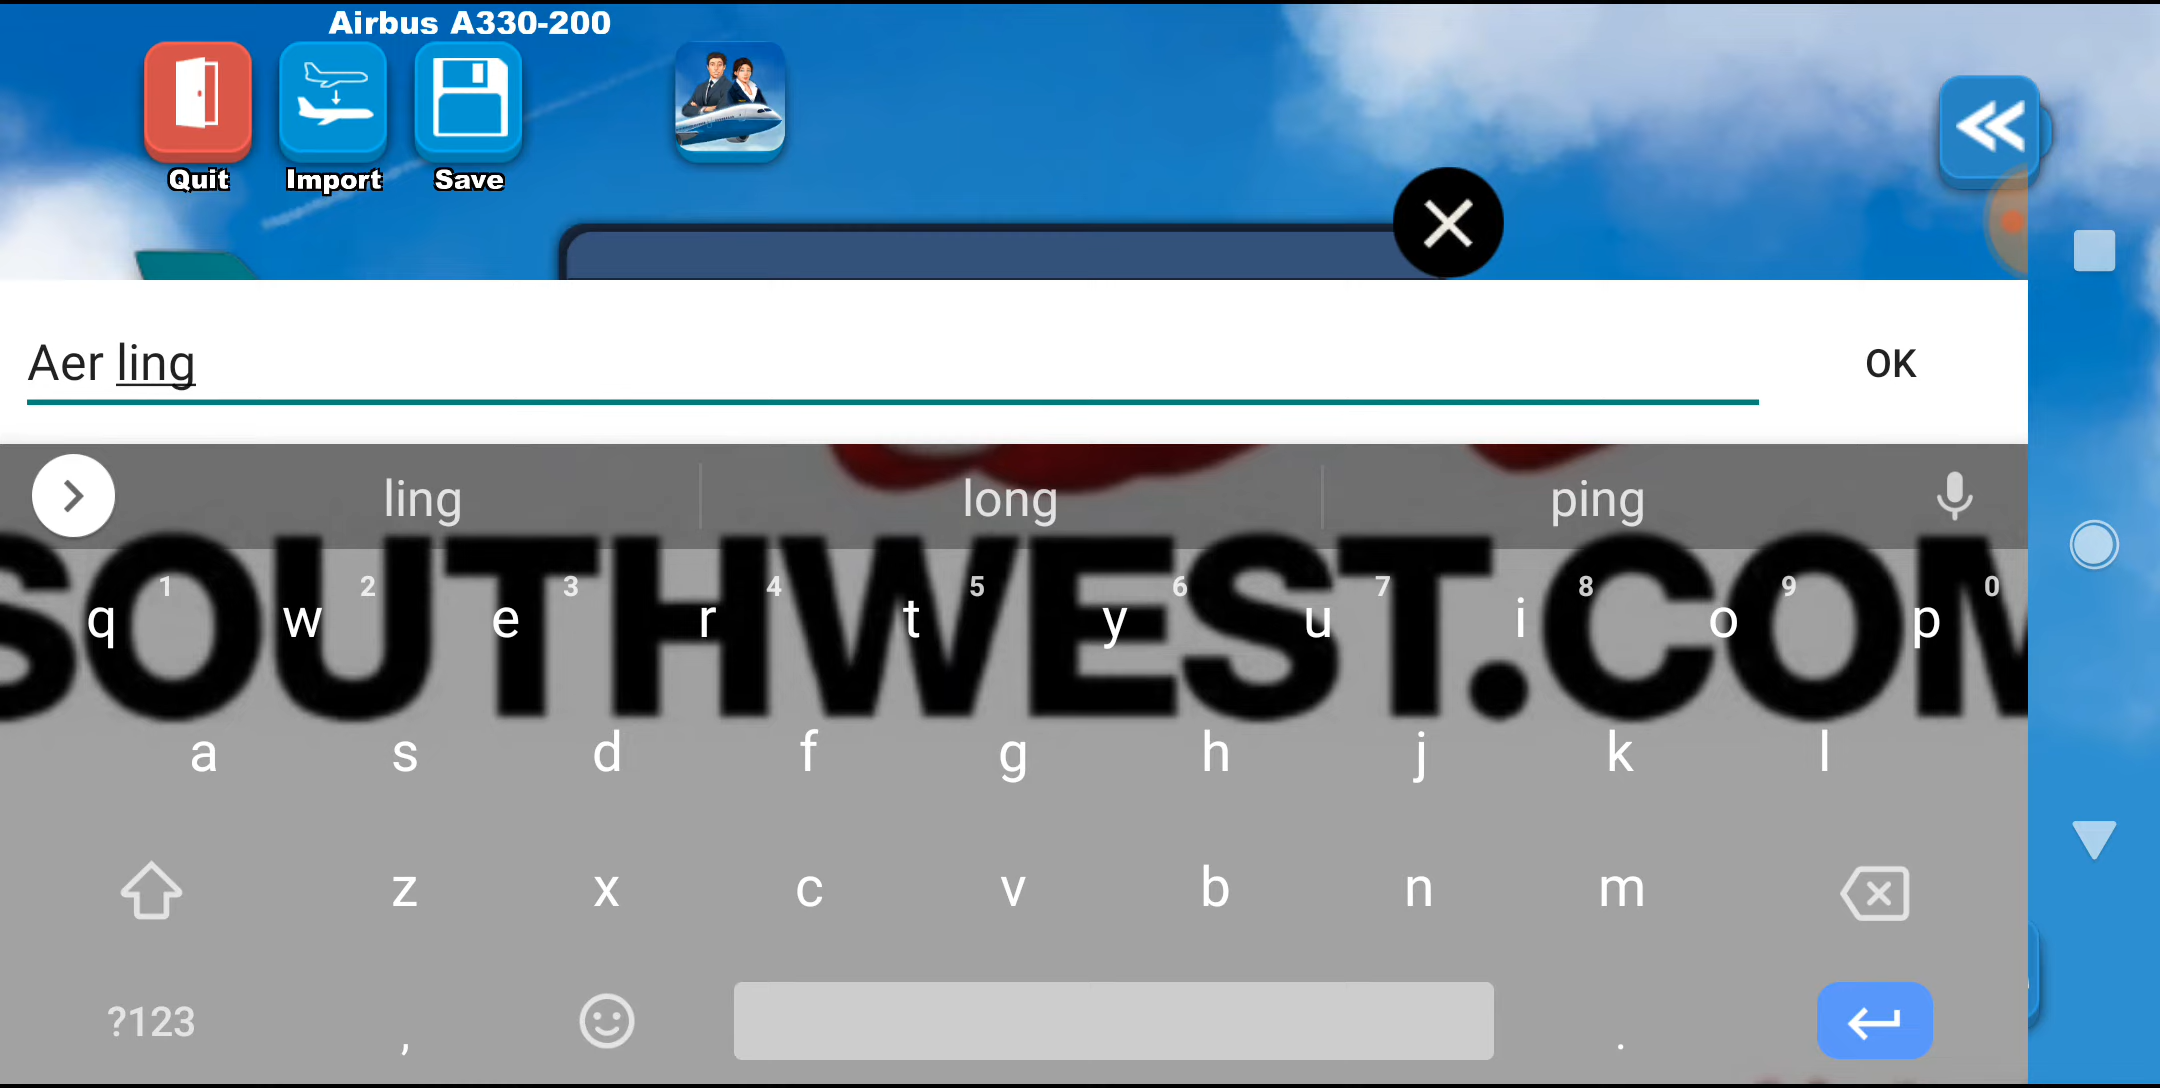 Airbus A330-200
Quit Import Save
Aer ling
OK
ling long ping
SOUTHWEST.COM
1 2 3 4 5 6 7 8 9 0
q w e r t y u i o p
a s d f g h j k l
z x c v b n m
?123 , .